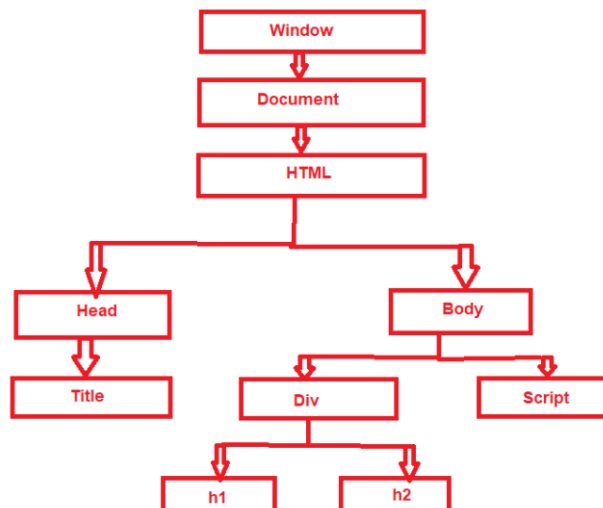 Window
Document
HTML
Head
Body
Title
Div
Script
h1
h2